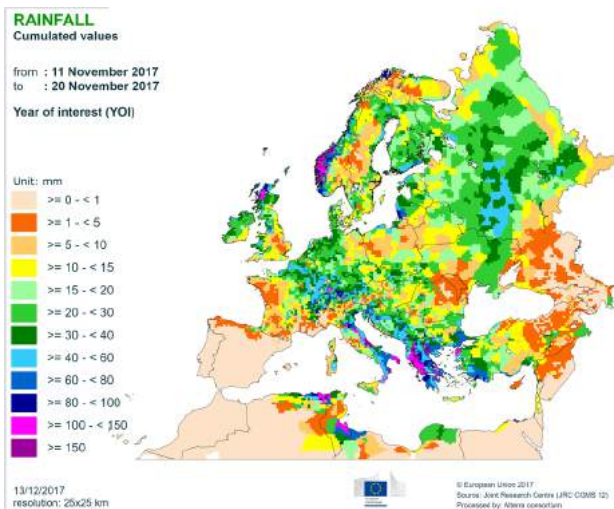 RAINFALL
Cumulated values
from : 11 November 2017
to : 20 November 2017
Year of interest (YOI)
Unit: mm
>= 0 - < 1
>= 1 - < 5
>= 5 - < 10
>= 10 - < 15
>= 15 - < 20
>= 20 - < 30
>= 30 - < 40
>= 40 - < 60
>= 60 - < 80
>= 80 - < 100
>= 100 - < 150
>= 150
13/12/2017
resolution: 25x25 km
© European Union 2017
Source: Joint Research Centre (JRC CGMS 12)
Processed by: Alterra consortium